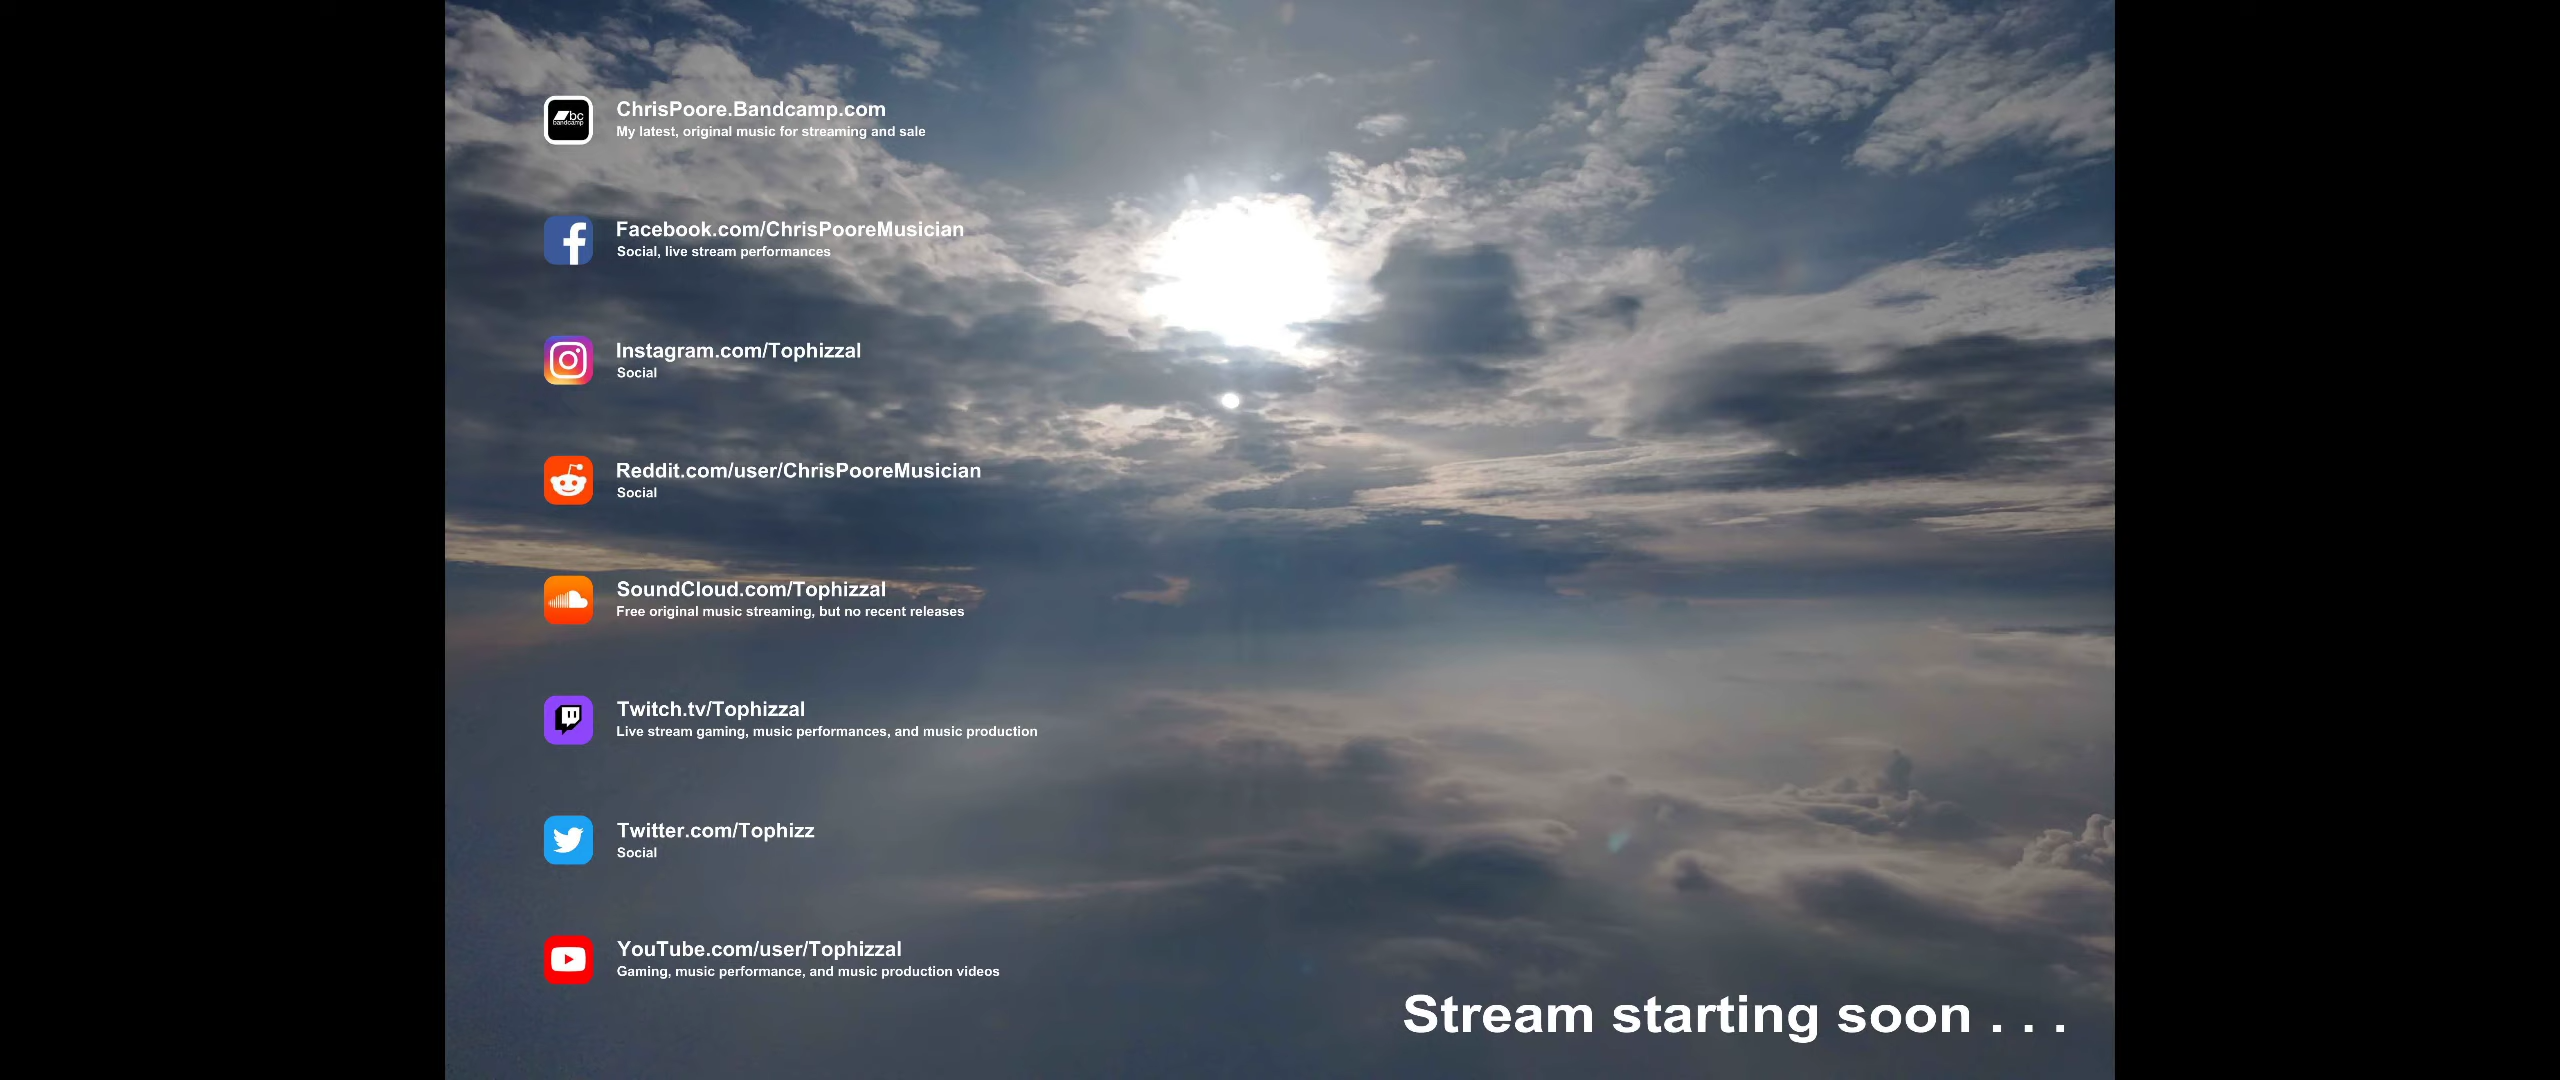 bc
bandcamp
ChrisPoore.Bandcamp.com
My latest, original music for streaming and sale
Facebook.com/ChrisPooreMusician
Social, live stream performances
Instagram.com/Tophizzal
Social
Reddit.com/user/ChrisPooreMusician
Social
SoundCloud.com/Tophizzal
Free original music streaming, but no recent releases
Twitch.tv/Tophizzal
Live stream gaming, music performances, and music production
Twitter.com/Tophizz
Social
YouTube.com/user/Tophizzal
Gaming, music performance, and music production videos
Stream starting soon . . .